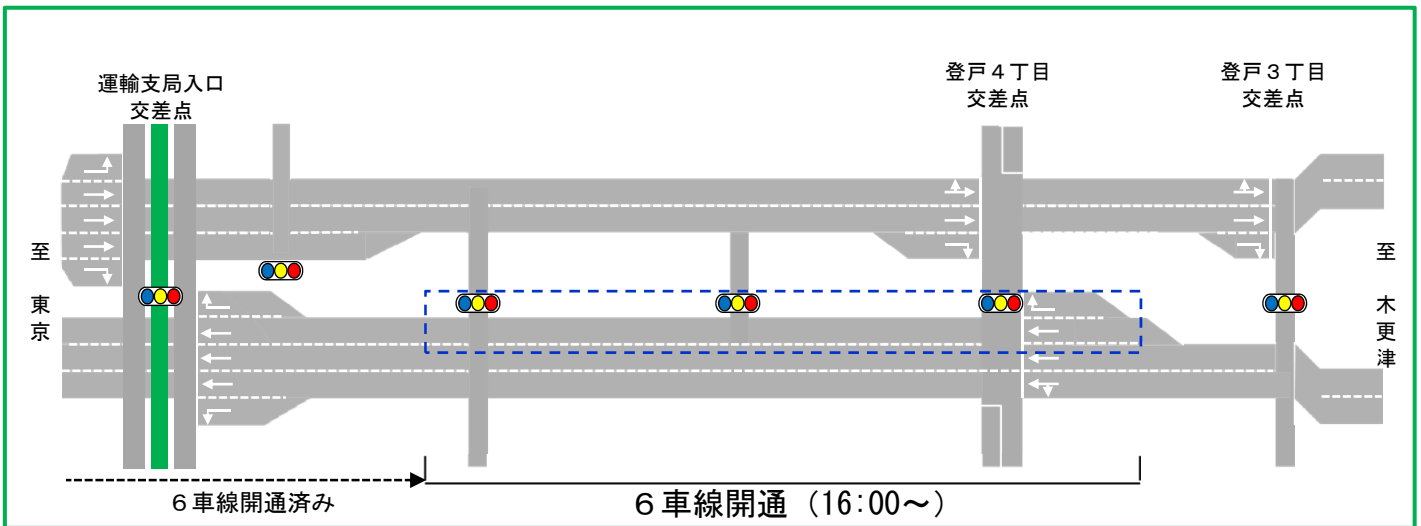 運輸支局入口
交差点
登戸４丁目
交差点
登戸３丁目
交差点
至
東
京
至
木
更
津
６車線開通済み
６車線開通（16:00～）